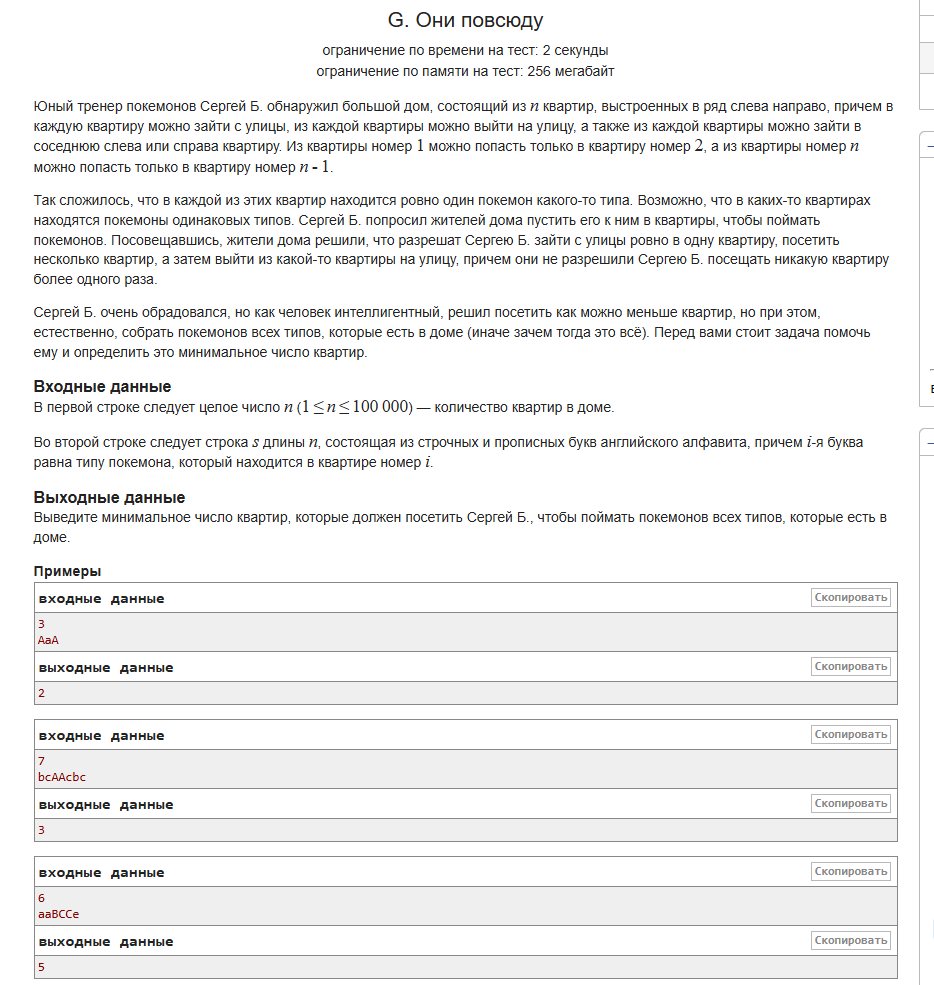 G. Они повсюду
ограничение по времени на тест: 2 секунды
ограничение по памяти на тест: 256 мегабайт
Юный тренер покемонов Сергей Б. обнаружил большой дом, состоящий из n квартир, выстроенных в ряд слева направо, причем в
каждую квартиру можно зайти с улицы, из каждой квартиры можно выйти на улицу, а также из каждой квартиры можно зайти в
соседнюю слева или справа квартиру. Из квартиры номер 1 можно попасть только в квартиру номер 2, а из квартиры номер n
можно попасть только в квартиру номер n - 1.
Так сложилось, что в каждой из этих квартир находится ровно один покемон какого-то типа. Возможно, что в каких-то квартирах
находятся покемоны одинаковых типов. Сергей Б. попросил жителей дома пустить его к ним в квартиры, чтобы поймать
покемонов. Посовещавшись, жители дома решили, что разрешат Сергею Б. зайти с улицы ровно в одну квартиру, посетить
несколько квартир, а затем выйти из какой-то квартиры на улицу, причем они не разрешили Сергею Б. посещать никакую квартиру
более одного раза.
Сергей Б. очень обрадовался, но как человек интеллигентный, решил посетить как можно меньше квартир, но при этом,
естественно, собрать покемонов всех типов, которые есть в доме (иначе зачем тогда это всё). Перед вами стоит задача помочь
ему и определить это минимальное число квартир.
Входные данные
В первой строке следует целое число n (1 ≤ n ≤ 100 000) — количество квартир в доме.
Во второй строке следует строка s длины n, состоящая из строчных и прописных букв английского алфавита, причем i-я буква
равна типу покемона, который находится в квартире номер i.
Выходные данные
Выведите минимальное число квартир, которые должен посетить Сергей Б., чтобы поймать покемонов всех типов, которые есть в
доме.
Примеры
входные данные Скопировать
3
AaA
выходные данные Скопировать
2
входные данные Скопировать
7
bcAAcbc
выходные данные Скопировать
3
входные данные Скопировать
6
aaBCCe
выходные данные Скопировать
5